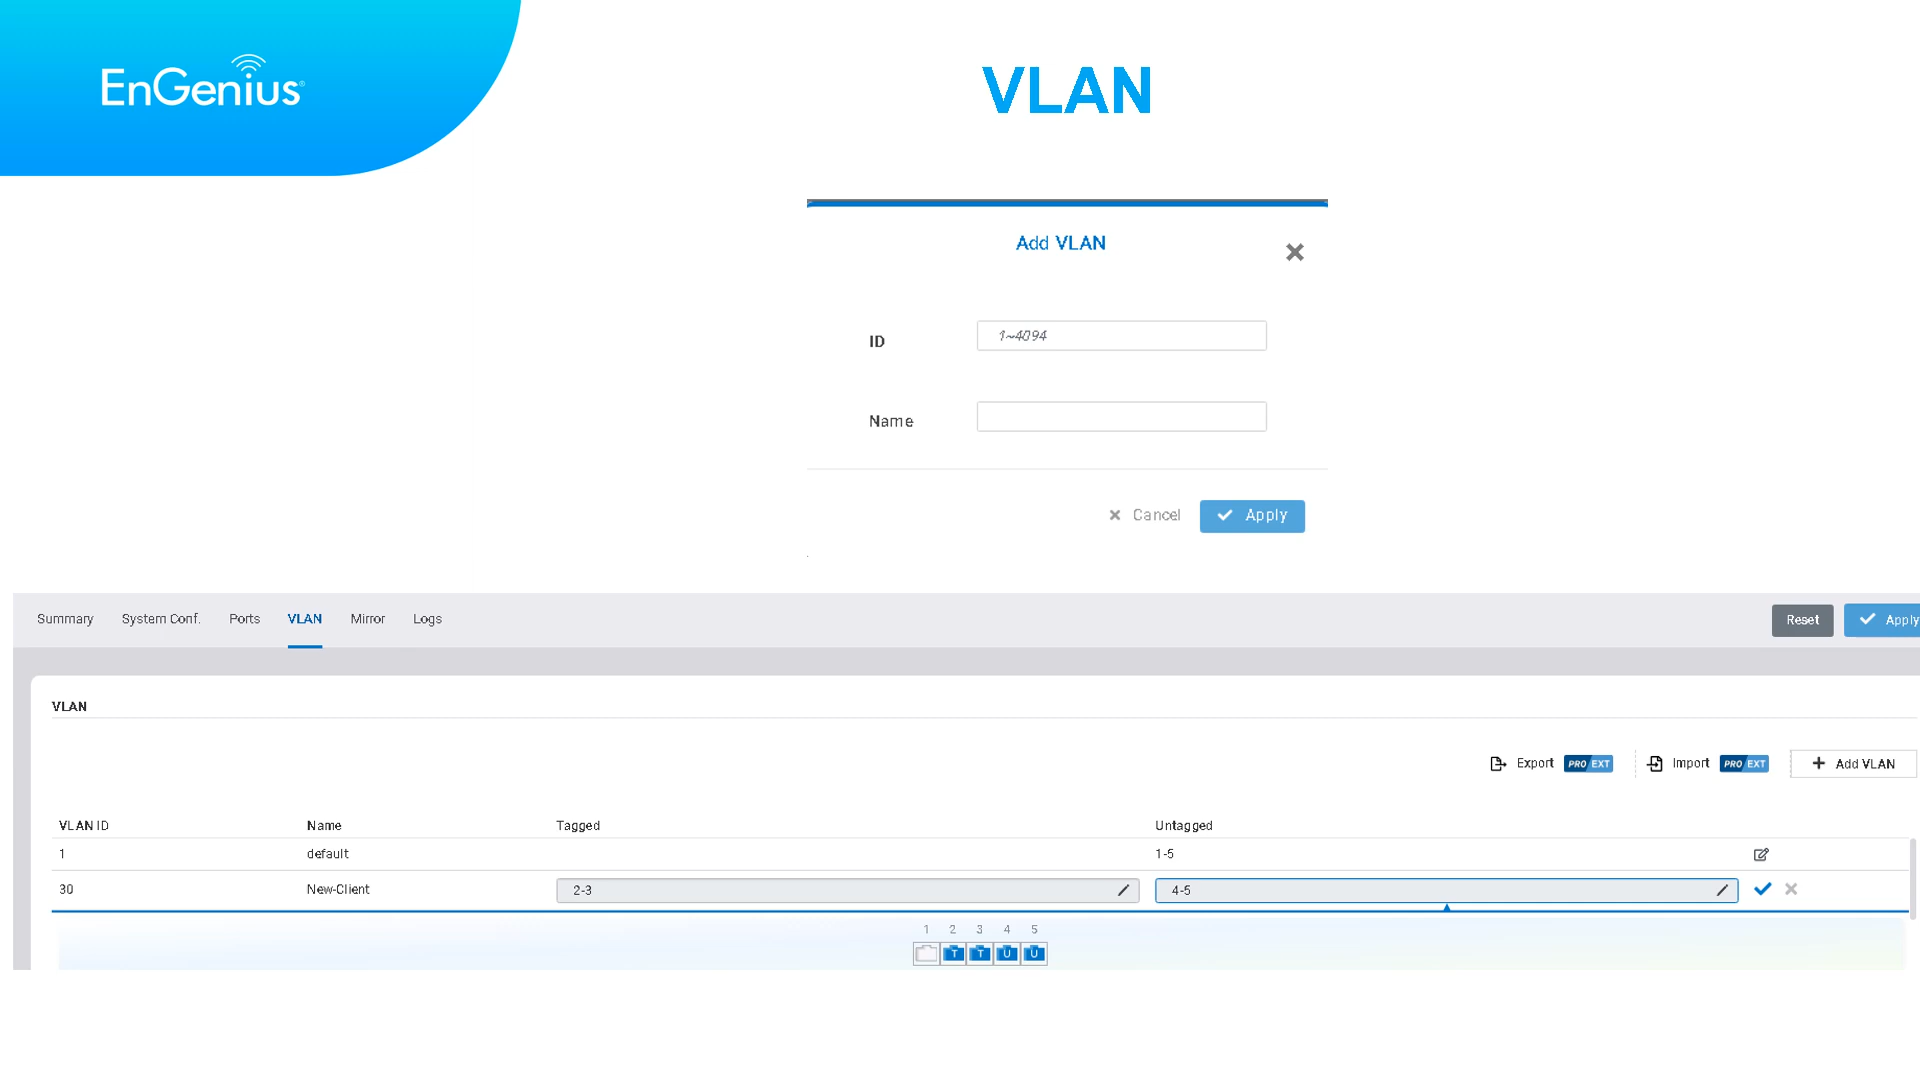 EnGenius
VLAN
Add VLAN
ID 1~4094
Name
Cancel Apply
Summary System Conf. Ports VLAN Mirror Logs Reset Apply
VLAN
Export PRO EXT Import PRO EXT + Add VLAN
VLAN ID Name Tagged Untagged
1 default 1-5
30 New-Client 2-3 4-5
1 2 3 4 5
T T U U